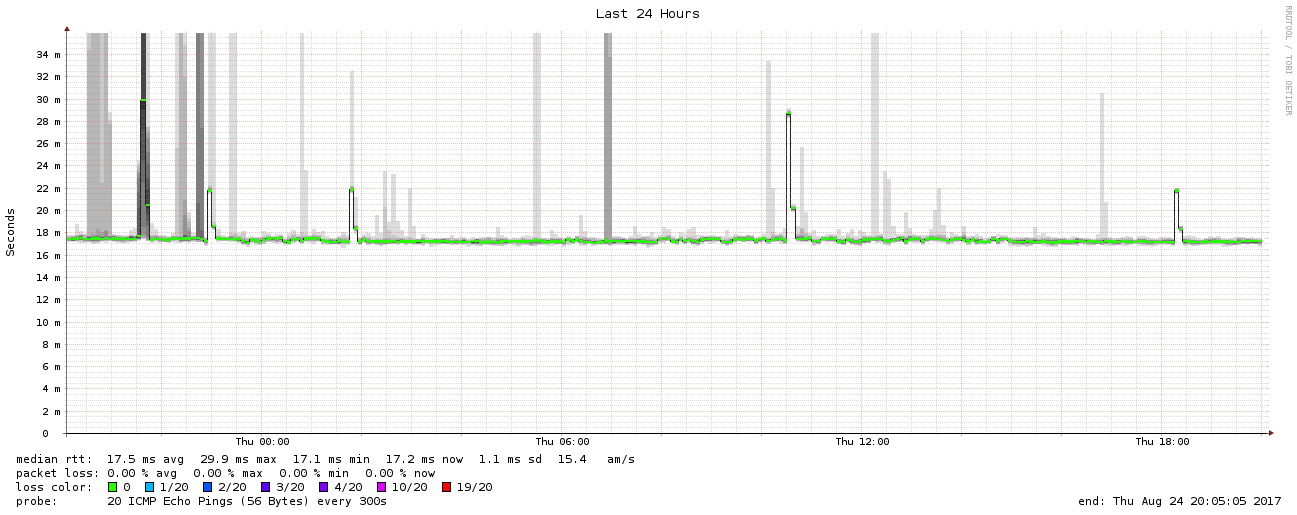 Last 24 Hours
RRDTOOL / TOBI OETIKER
Seconds
34 m
32 m
30 m
28 m
26 m
24 m
22 m
20 m
18 m
16 m
14 m
12 m
10 m
8 m
6 m
4 m
2 m
0
Thu 00:00 Thu 06:00 Thu 12:00 Thu 18:00
median rtt: 17.5 ms avg 29.9 ms max 17.1 ms min 17.2 ms now 1.1 ms sd 15.4 am/s
packet loss: 0.00 % avg 0.00 % max 0.00 % min 0.00 % now
loss color: 0 1/20 2/20 3/20 4/20 10/20 19/20
probe: 20 ICMP Echo Pings (56 Bytes) every 300s end: Thu Aug 24 20:05:05 2017